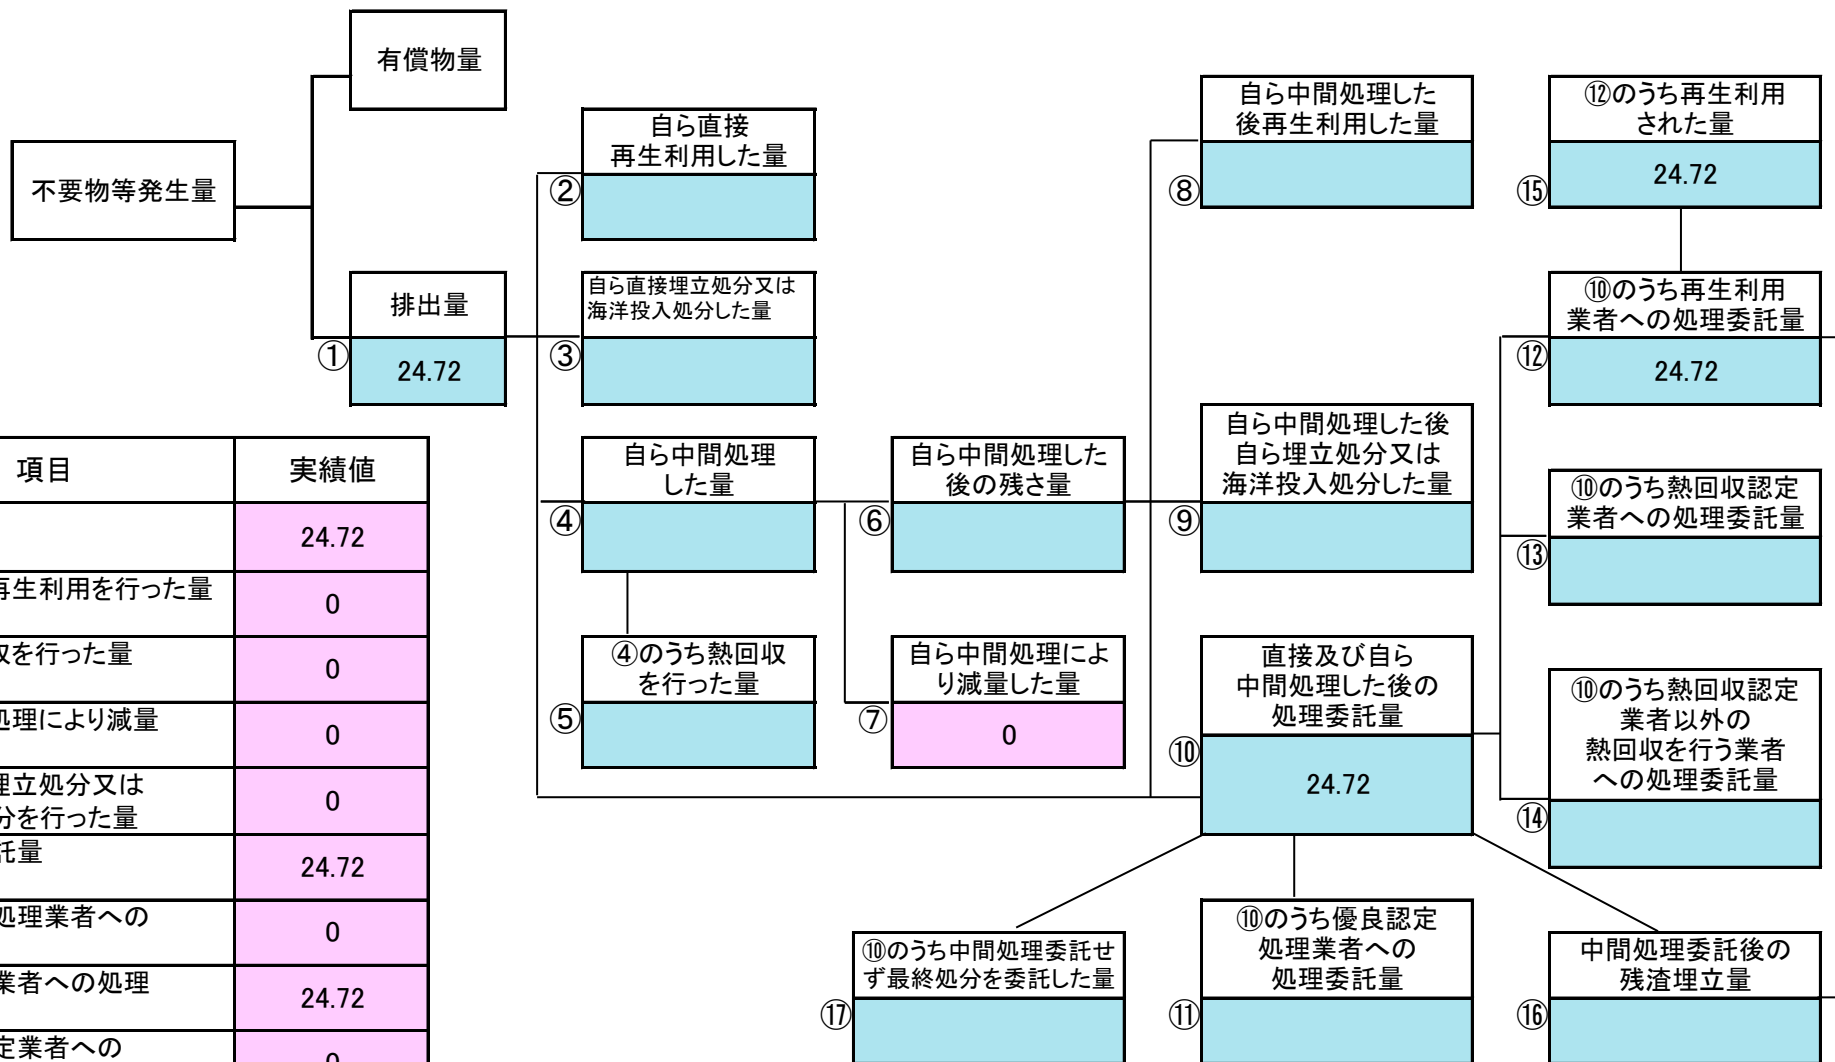 有償物量
不要物等発生量
排出量
①
24.72
自ら直接
再生利用した量
②
自ら直接埋立処分又は
海洋投入処分した量
③
自ら中間処理
した量
④
④のうち熱回収
を行った量
⑤
自ら中間処理した
後の残さ量
⑥
自ら中間処理によ
り減量した量
⑦
0
自ら中間処理した
後再生利用した量
⑧
自ら中間処理した後
自ら埋立処分又は
海洋投入処分した量
⑨
直接及び自ら
中間処理した後の
処理委託量
⑩
24.72
⑫のうち再生利用
された量
⑮
24.72
⑩のうち再生利用
業者への処理委託量
⑫
24.72
⑩のうち熱回収認定
業者への処理委託量
⑬
⑩のうち熱回収認定
業者以外の
熱回収を行う業者
への処理委託量
⑭
⑩のうち中間処理委託せ
ず最終処分を委託した量
⑰
⑩のうち優良認定
処理業者への
処理委託量
⑪
中間処理委託後の
残渣埋立量
⑯
項目 実績値
24.72
再生利用を行った量 0
を行った量 0
処理により減量 0
埋立処分又は
分を行った量 0
託量 24.72
処理業者への 0
業者への処理 24.72
定業者への 0